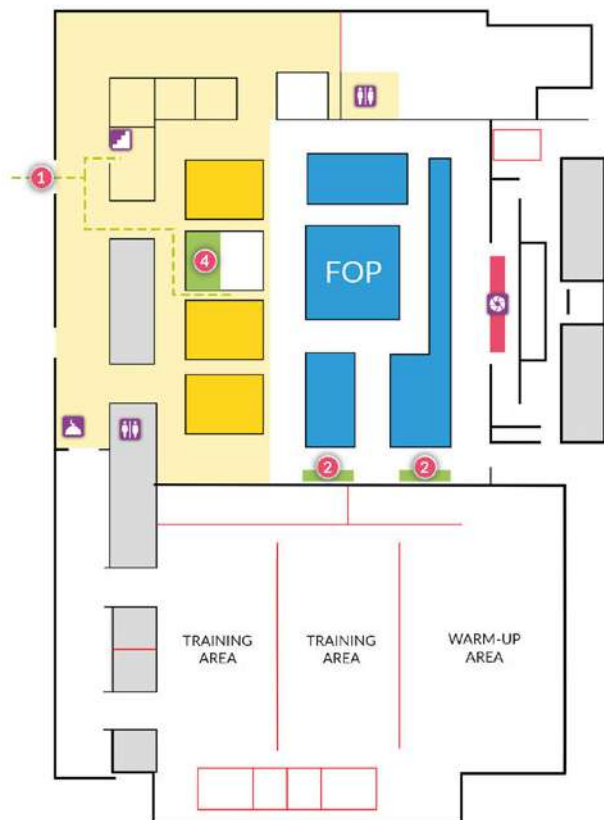 1
4
FOP
2
2
TRAINING
AREA
TRAINING
AREA
WARM-UP
AREA